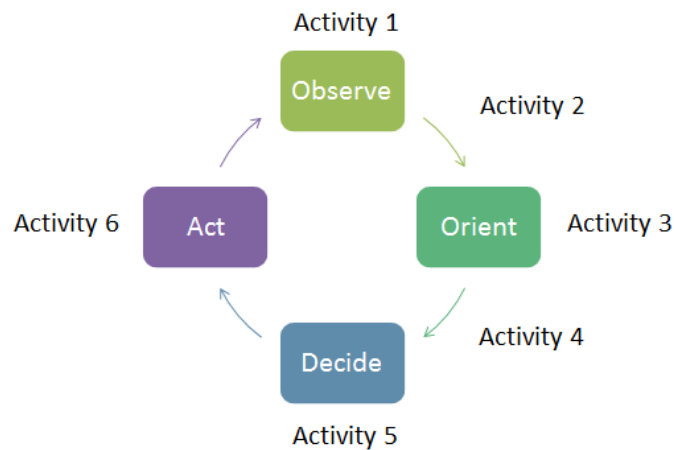 Activity 1
Observe
Activity 2
Activity 6
Act
Orient
Activity 3
Activity 4
Decide
Activity 5